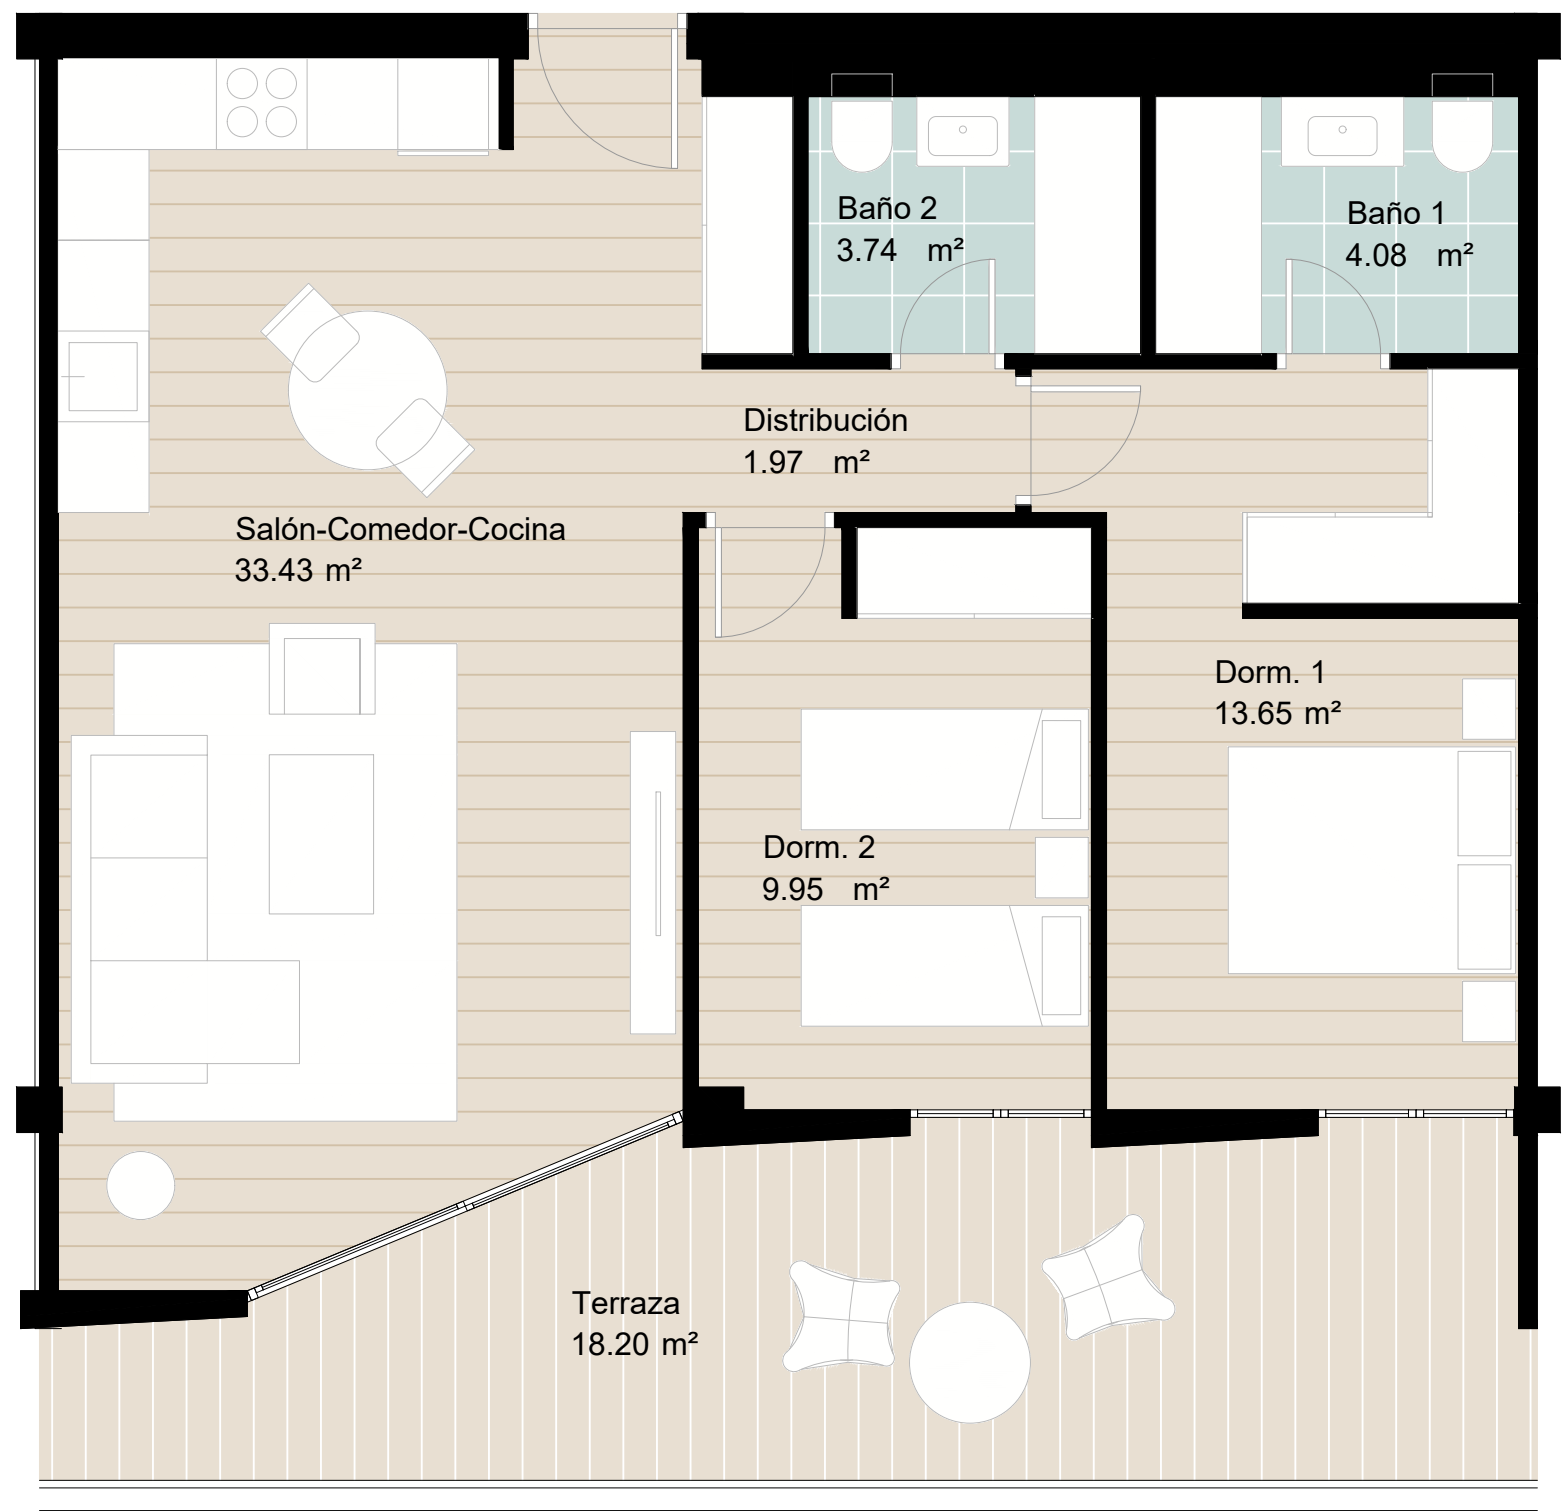 Baño 2
3.74 m²
Baño 1
4.08 m²
Distribución
1.97 m²
Salón-Comedor-Cocina
33.43 m²
Dorm. 1
13.65 m²
Dorm. 2
9.95 m²
Terraza
18.20 m²